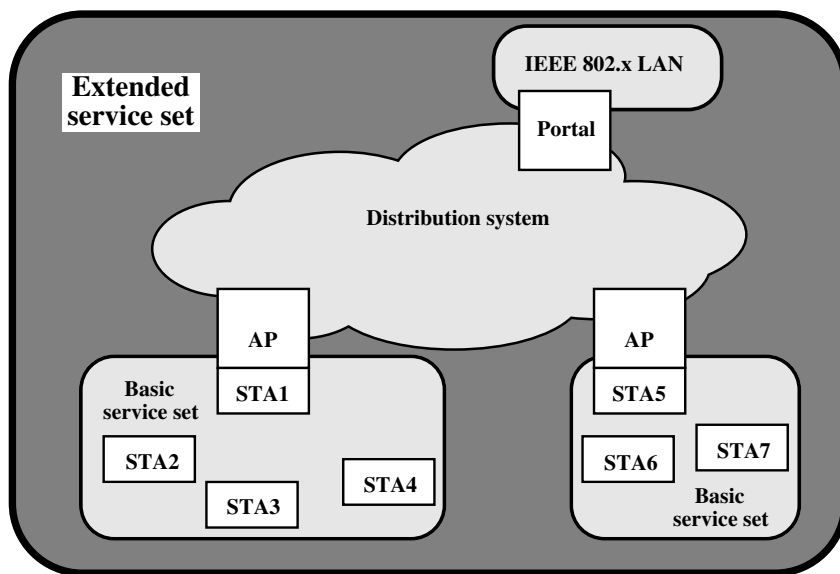 IEEE 802.x LAN
Extended
service set
Portal
Distribution system
AP
AP
Basic
service set
STA1
STA5
STA2
STA3
STA4
STA6
STA7
Basic
service set